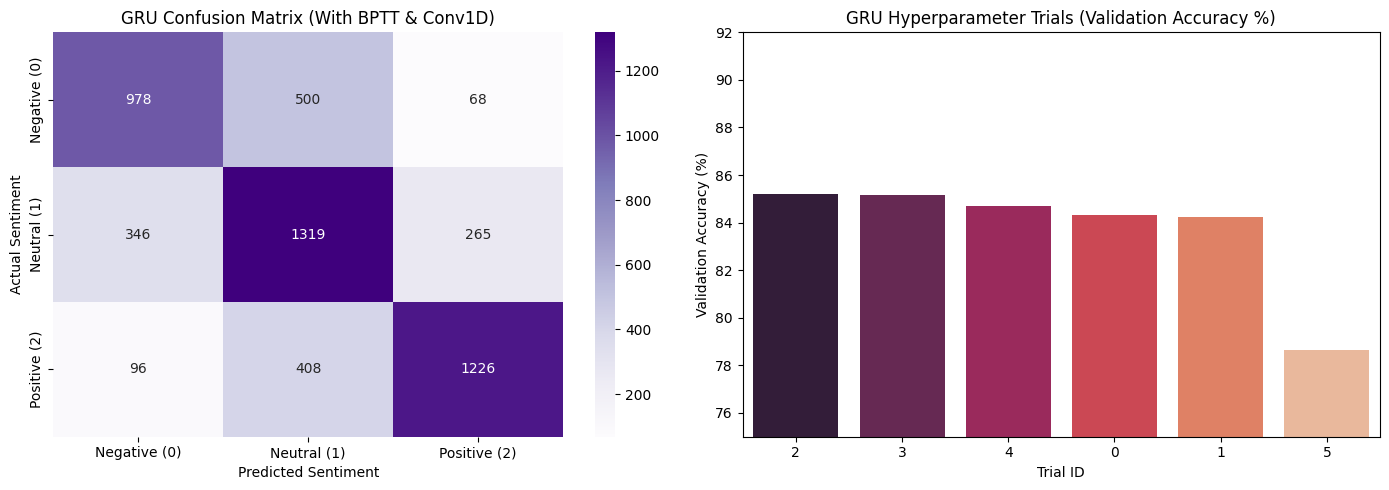 GRU Confusion Matrix (With BPTT & Conv1D)
Actual Sentiment
Negative (0)
Neutral (1)
Positive (2)
978 500 68
346 1319 265
96 408 1226
Negative (0) Neutral (1) Positive (2)
Predicted Sentiment
1200
1000
800
600
400
200
GRU Hyperparameter Trials (Validation Accuracy %)
Validation Accuracy (%)
92
90
88
86
84
82
80
78
76
2 3 4 0 1 5
Trial ID